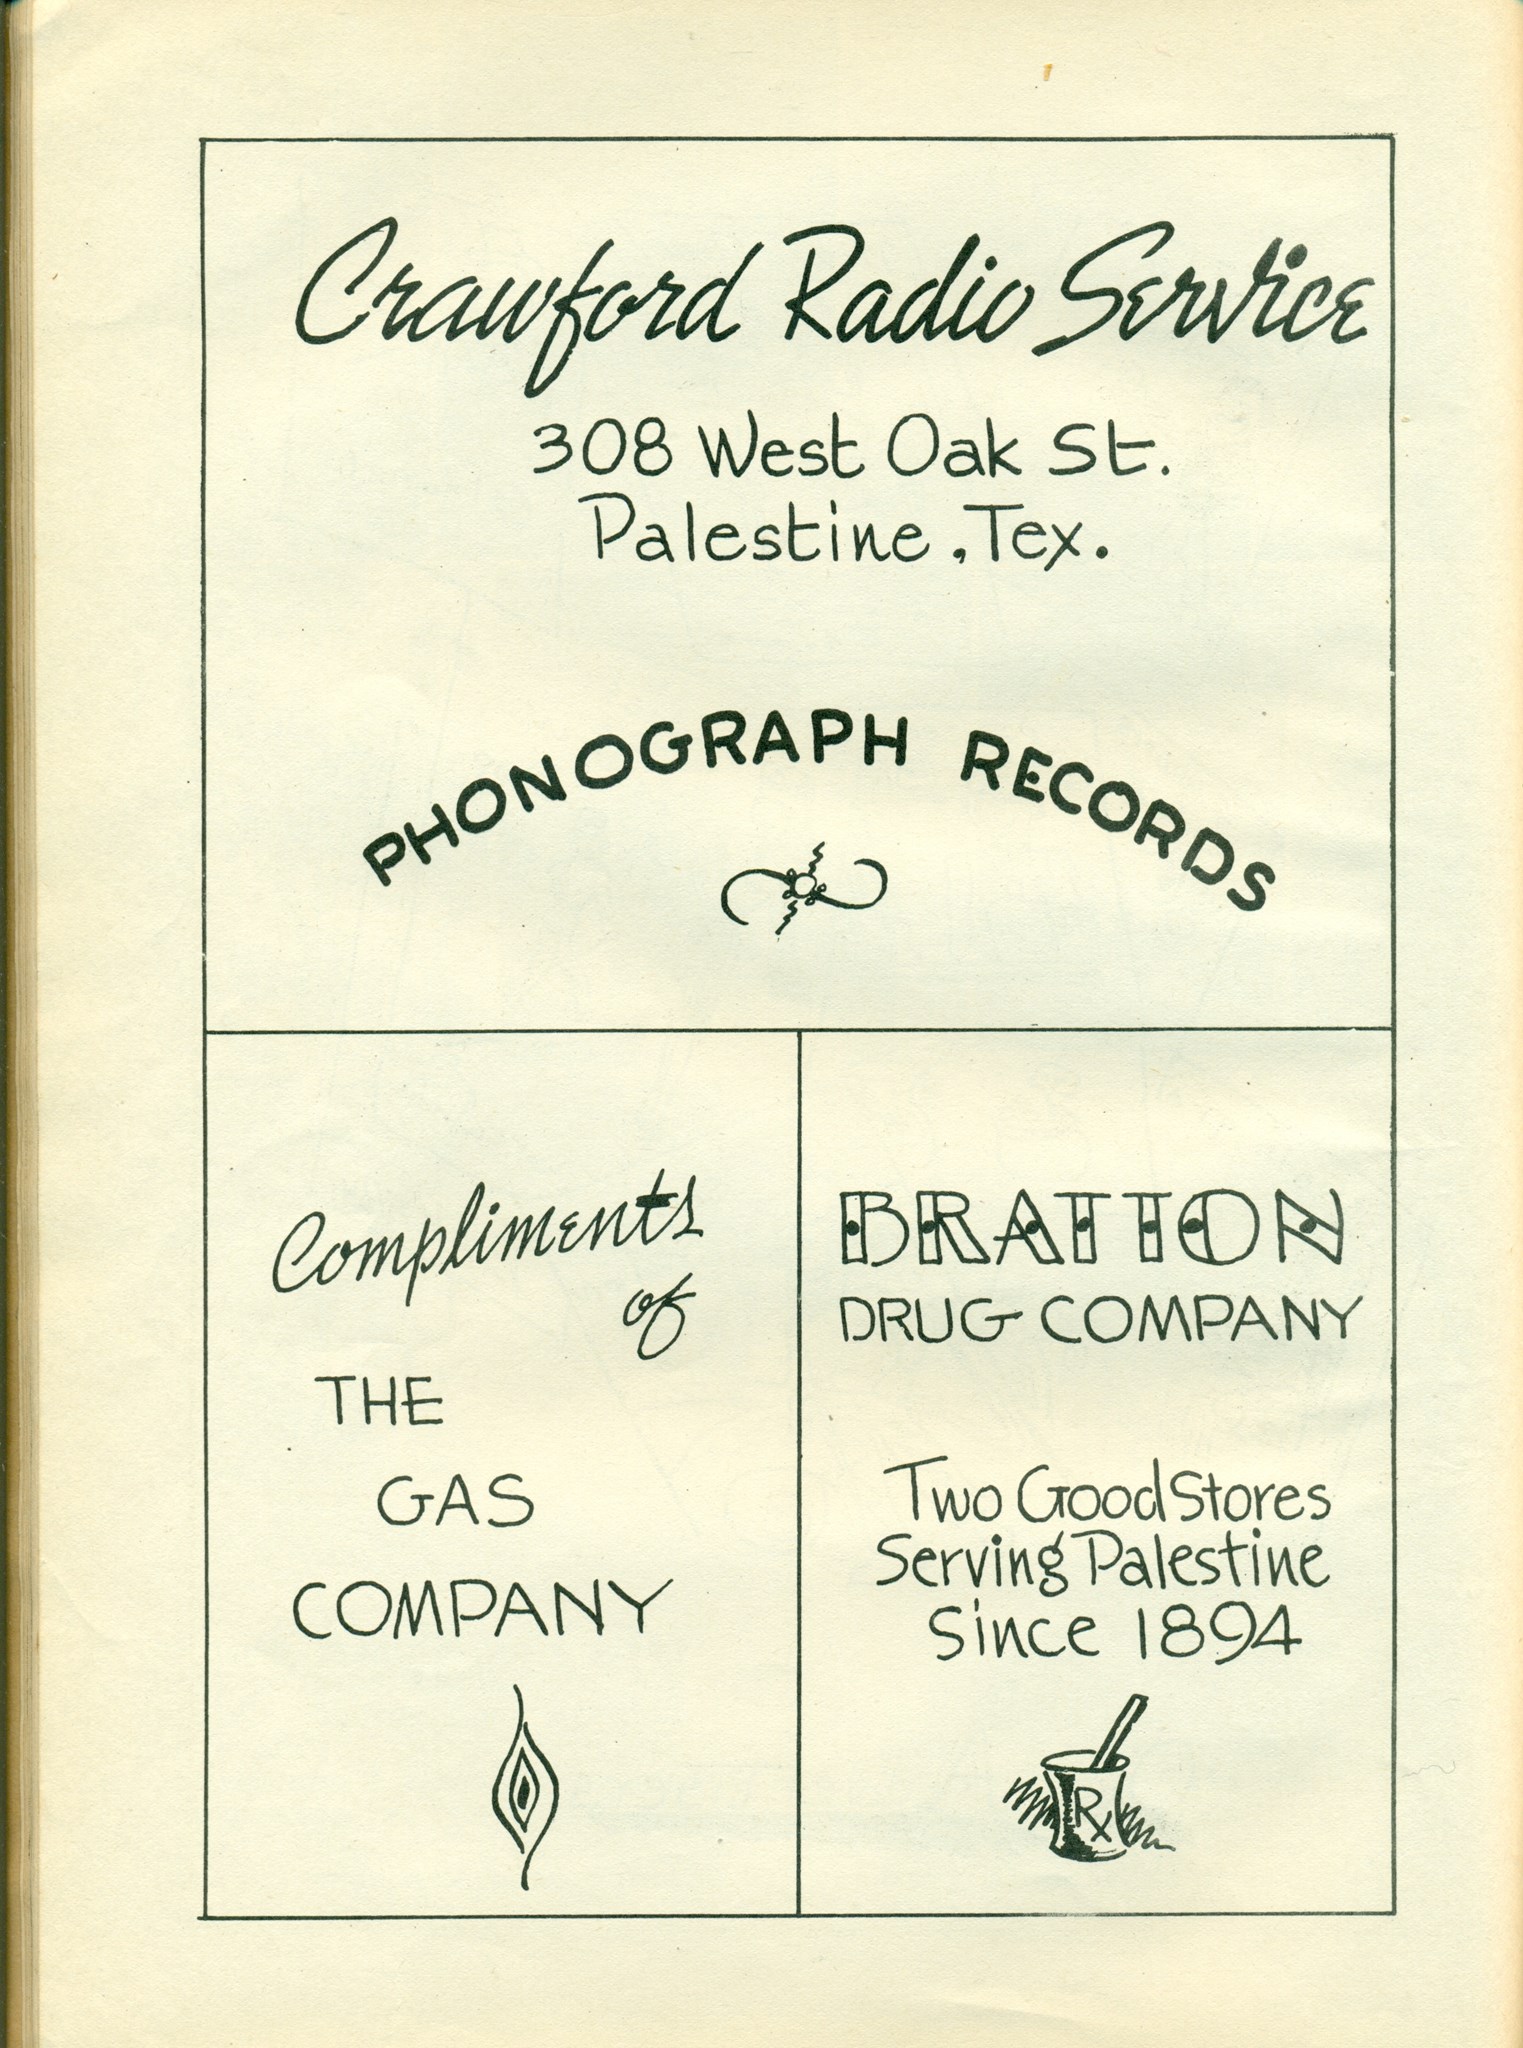 Crawford Radio Service
308 West Oak St.
Palestine, Tex.
PHONOGRAPH RECORDS
Compliments
of
THE
GAS
COMPANY
BRATTON
DRUG COMPANY
Two Good Stores
Serving Palestine
Since 1894
Rx